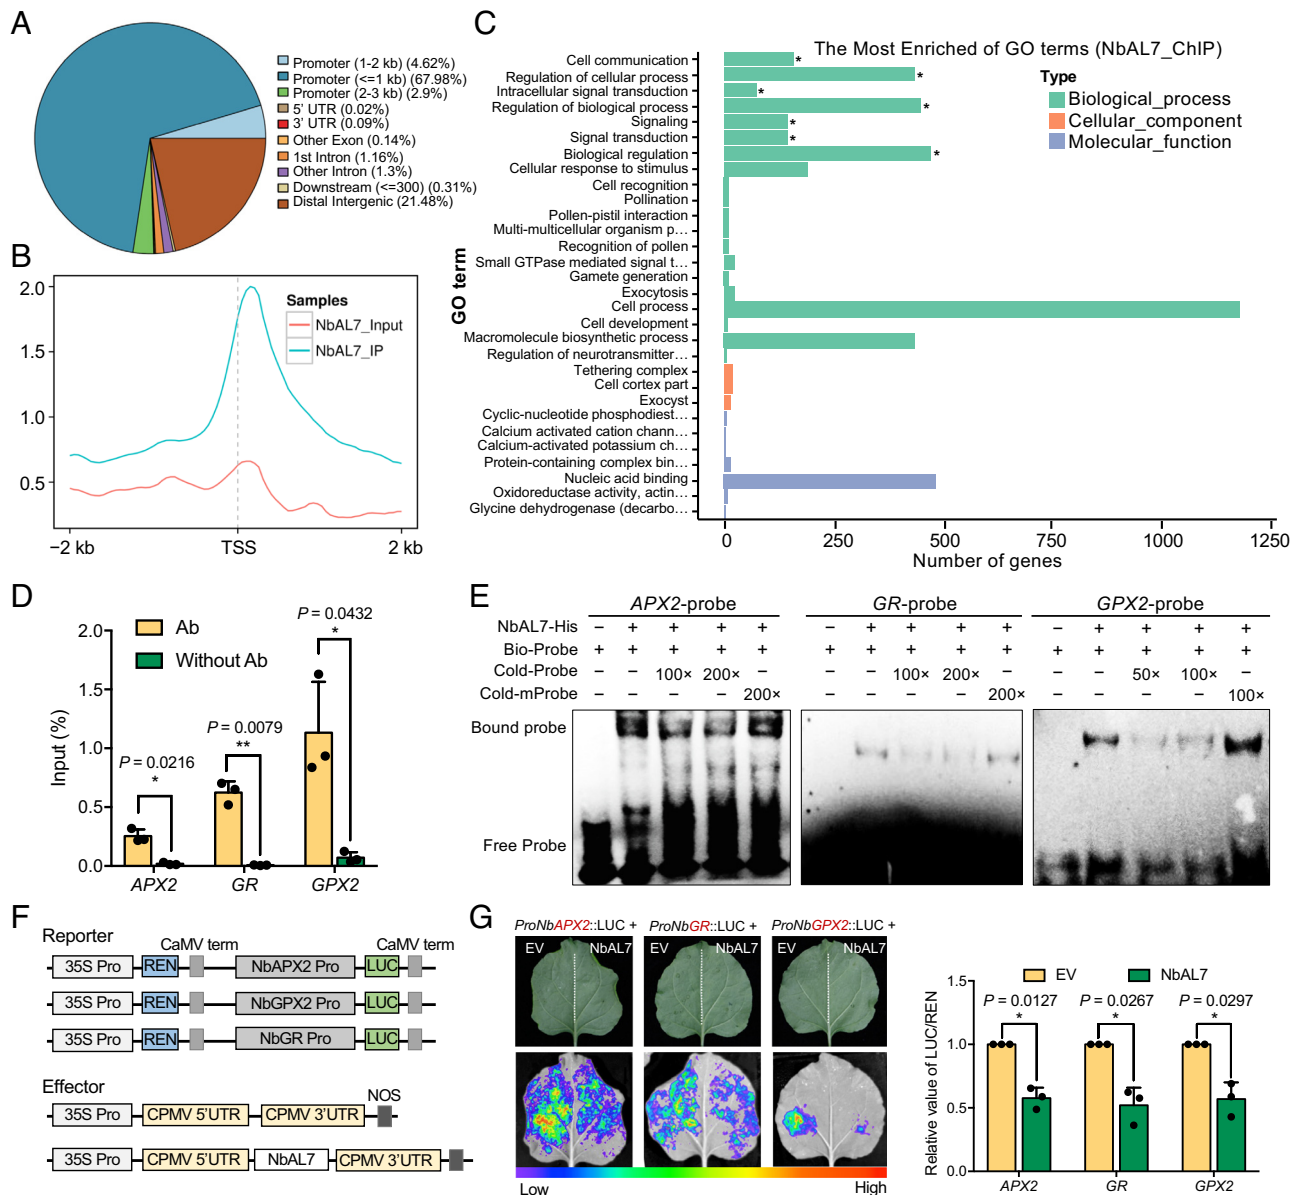 A
Promoter (1-2 kb) (4.62%)
Promoter (<=1 kb) (67.98%)
Promoter (2-3 kb) (2.9%)
5' UTR (0.02%)
3' UTR (0.09%)
Other Exon (0.14%)
1st Intron (1.16%)
Other Intron (1.3%)
Downstream (<=300) (0.31%)
Distal Intergenic (21.48%)
B
2.0
1.5
1.0
0.5
Samples
NbAL7_Input
NbAL7_IP
−2 kb TSS 2 kb
C
The Most Enriched of GO terms (NbAL7_ChIP)
Type
Biological_process
Cellular_component
Molecular_function
GO term
Cell communication *
Regulation of cellular process *
Intracellular signal transduction *
Regulation of biological process *
Signaling *
Signal transduction *
Biological regulation *
Cellular response to stimulus
Cell recognition
Pollination
Pollen-pistil interaction
Multi-multicellular organism p…
Recognition of pollen
Small GTPase mediated signal t…
Gamete generation
Exocytosis
Cell process
Cell development
Macromolecule biosynthetic process
Regulation of neurotransmitter…
Tethering complex
Cell cortex part
Exocyst
Cyclic-nucleotide phosphodiest…
Calcium activated cation chann…
Calcium-activated potassium ch…
Protein-containing complex bin…
Nucleic acid binding
Oxidoreductase activity, actin…
Glycine dehydrogenase (decarbo…
0 250 500 750 1000 1250
Number of genes
D
Input (%)
2.0
1.5
1.0
0.5
0.0
Ab
Without Ab
P = 0.0216
*
P = 0.0079
**
P = 0.0432
*
APX2 GR GPX2
E
APX2-probe GR-probe GPX2-probe
NbAL7-His − + + + + − + + + + − + + + +
Bio-Probe + + + + + + + + + + + + + + +
Cold-Probe − − 100× 200× − − − 100× 200× − − − 50× 100× −
Cold-mProbe − − − − 200× − − − − 200× − − − − 100×
Bound probe
Free Probe
F
Reporter
CaMV term CaMV term
35S Pro REN NbAPX2 Pro LUC
35S Pro REN NbGPX2 Pro LUC
35S Pro REN NbGR Pro LUC
Effector
NOS
35S Pro CPMV 5'UTR CPMV 3'UTR
35S Pro CPMV 5'UTR NbAL7 CPMV 3'UTR
G
ProNbAPX2::LUC + ProNbGR::LUC + ProNbGPX2::LUC +
EV NbAL7 EV NbAL7 EV NbAL7
Low High
Relative value of LUC/REN
1.5
1.0
0.5
0.0
EV NbAL7
P = 0.0127 P = 0.0267 P = 0.0297
* * *
APX2 GR GPX2